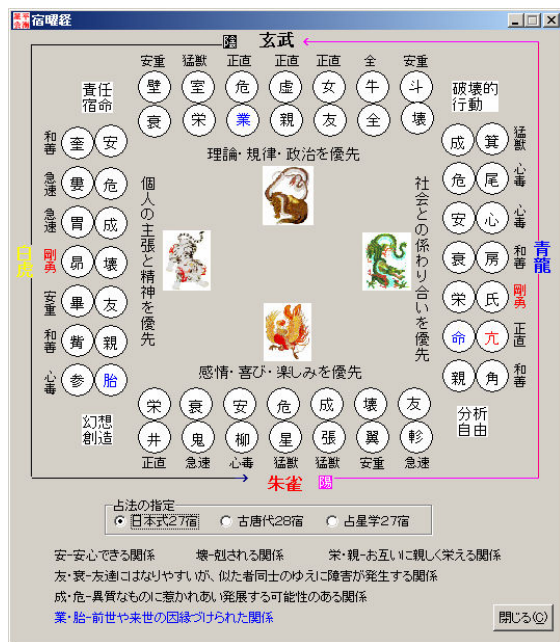 宿曜経
陰 玄武
安重 猛獣 正直 正直 正直 全 安重
壁 室 危 虚 女 牛 斗
衰 栄 業 親 友 全 壊
責任
宿命
破壊的
行動
理論・規律・政治を優先
個人の主張と精神を優先
社会との係わり合いを優先
感情・喜び・楽しみを優先
白虎
青龍
和善 奎 安
急速 婁 危
急速 胃 成
剛勇 昴 壊
安重 畢 友
和善 觜 親
心毒 参 胎
成 箕 猛獣
危 尾 心毒
安 心 心毒
衰 房 和善
栄 氐 剛勇
命 亢 正直
親 角 和善
幻想
創造
分析
自由
栄 衰 安 危 成 壊 友
井 鬼 柳 星 張 翼 軫
正直 急速 心毒 猛獣 猛獣 安重 急速
朱雀 陽
占法の指定
日本式27宿 古唐代28宿 占星学27宿
安-安心できる関係 壊-剋される関係 栄・親-お互いに親しく栄える関係
友・衰-友達にはなりやすいが、似た者同士のゆえに障害が発生する関係
成・危-異質なものに惹かれあい発展する可能性のある関係
業・胎-前世や来世の因縁づけられた関係
閉じる(C)